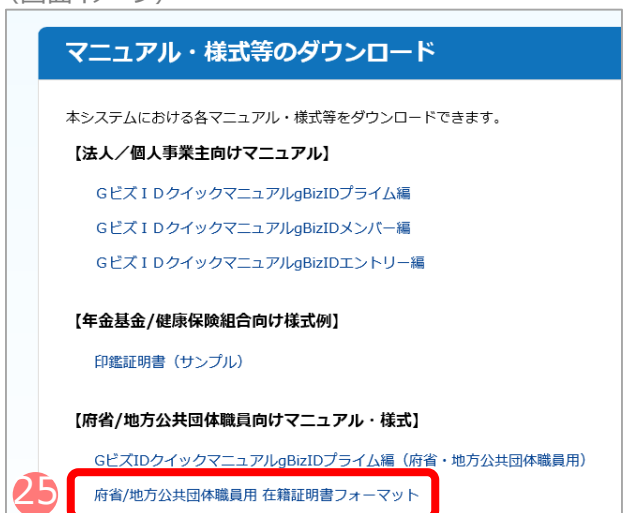 （画面イメージ）
マニュアル・様式等のダウンロード
本システムにおける各マニュアル・様式等をダウンロードできます。
【法人／個人事業主向けマニュアル】
ＧビズＩＤクイックマニュアルgBizIDプライム編
ＧビズＩＤクイックマニュアルgBizIDメンバー編
ＧビズＩＤクイックマニュアルgBizIDエントリー編
【年金基金/健康保険組合向け様式例】
印鑑証明書（サンプル）
【府省/地方公共団体職員向けマニュアル・様式】
GビズIDクイックマニュアルgBizIDプライム編（府省・地方公共団体職員用）
25 府省/地方公共団体職員用 在籍証明書フォーマット